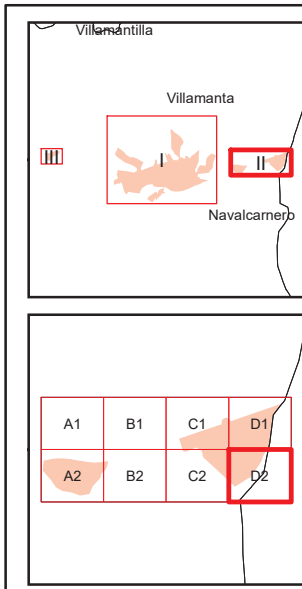 Villamantilla
Villamanta
III
I
II
Navalcarnero
A1 B1 C1 D1
A2 B2 C2 D2